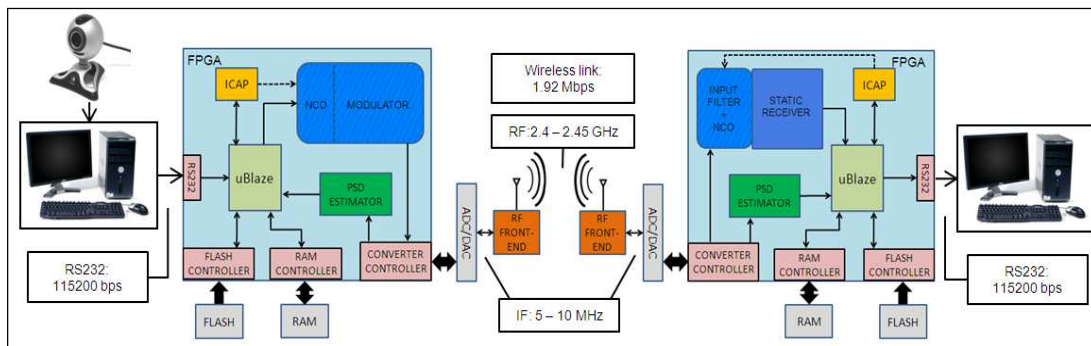 FPGA
ICAP
NCO
MODULATOR
RS232
uBlaze
PSD
ESTIMATOR
FLASH
CONTROLLER
RAM
CONTROLLER
CONVERTER
CONTROLLER
FLASH
RAM
RS232:
115200 bps
ADC/DAC
RF
FRONT-
END
Wireless link:
1.92 Mbps
RF:2.4 – 2.45 GHz
IF: 5 – 10 MHz
RF
FRONT-
END
ADC/DAC
FPGA
INPUT
FILTER
+
NCO
STATIC
RECEIVER
ICAP
uBlaze
RS232
PSD
ESTIMATOR
CONVERTER
CONTROLLER
RAM
CONTROLLER
FLASH
CONTROLLER
RAM
FLASH
RS232:
115200 bps